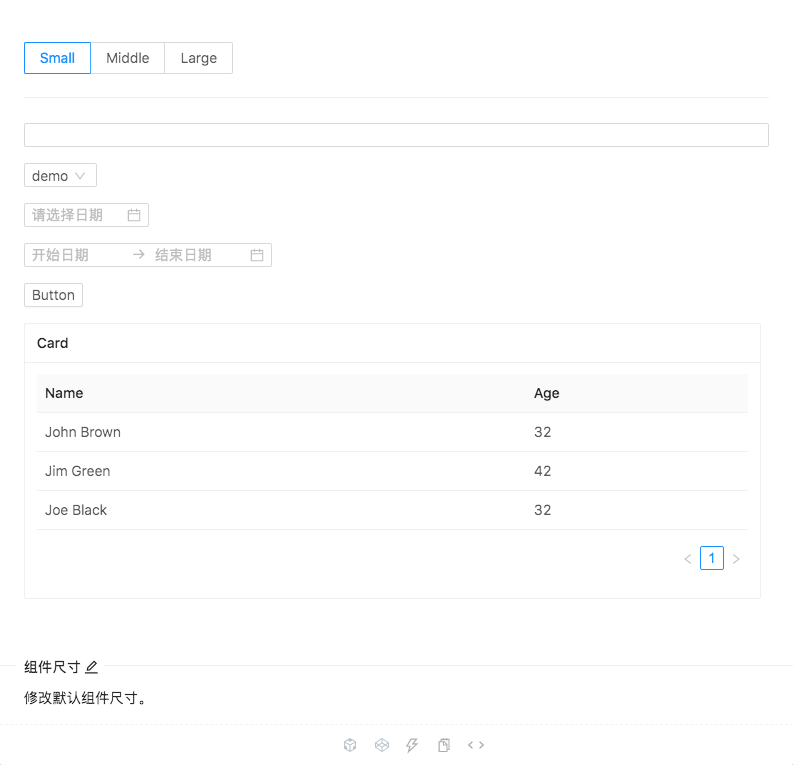 Small Middle Large
demo
请选择日期
开始日期 结束日期
Button
Card
Name Age
John Brown 32
Jim Green 42
Joe Black 32
< 1 >
组件尺寸
修改默认组件尺寸。